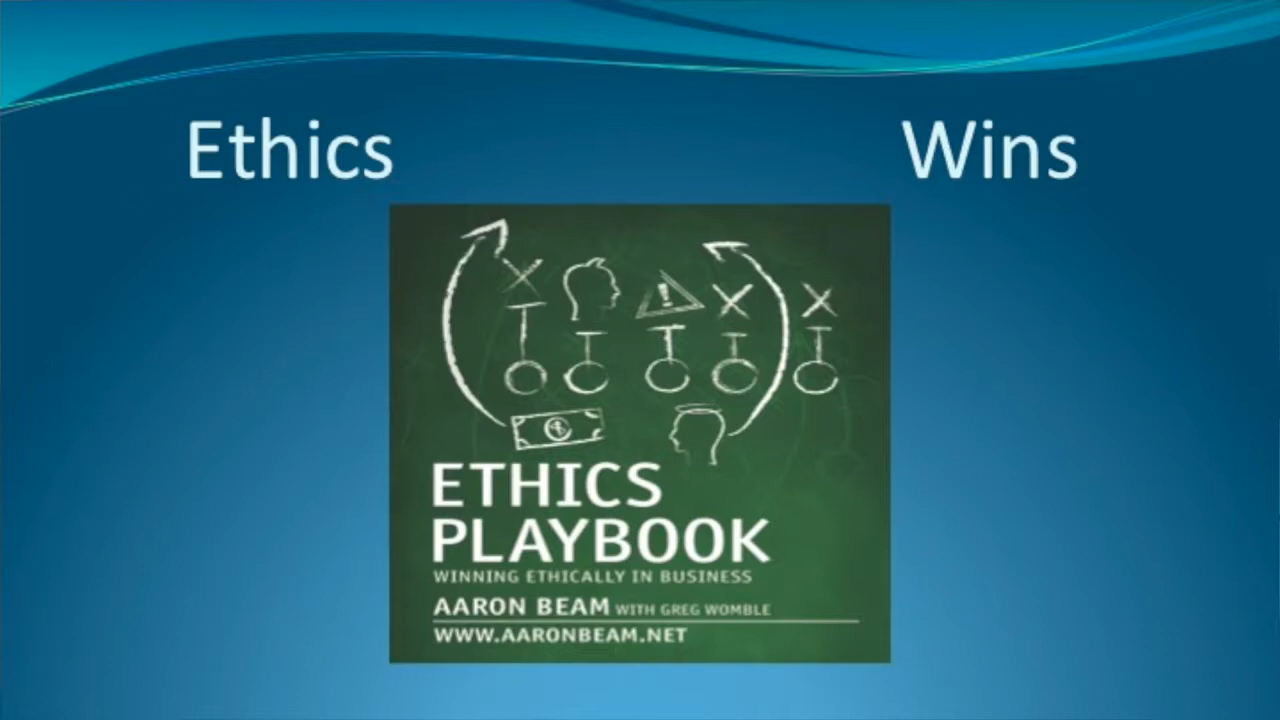 Ethics Wins
ETHICS
PLAYBOOK
WINNING ETHICALLY IN BUSINESS
AARON BEAM WITH GREG WOMBLE
WWW.AARONBEAM.NET